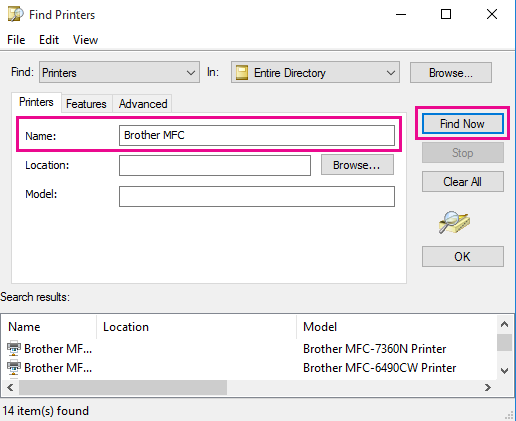 Find Printers
File Edit View
Find: Printers In: Entire Directory Browse...
Printers Features Advanced
Name: Brother MFC Find Now
Stop
Location: Browse...
Clear All
Model:
OK
Search results:
Name Location Model
Brother MF... Brother MFC-7360N Printer
Brother MF... Brother MFC-6490CW Printer
14 item(s) found